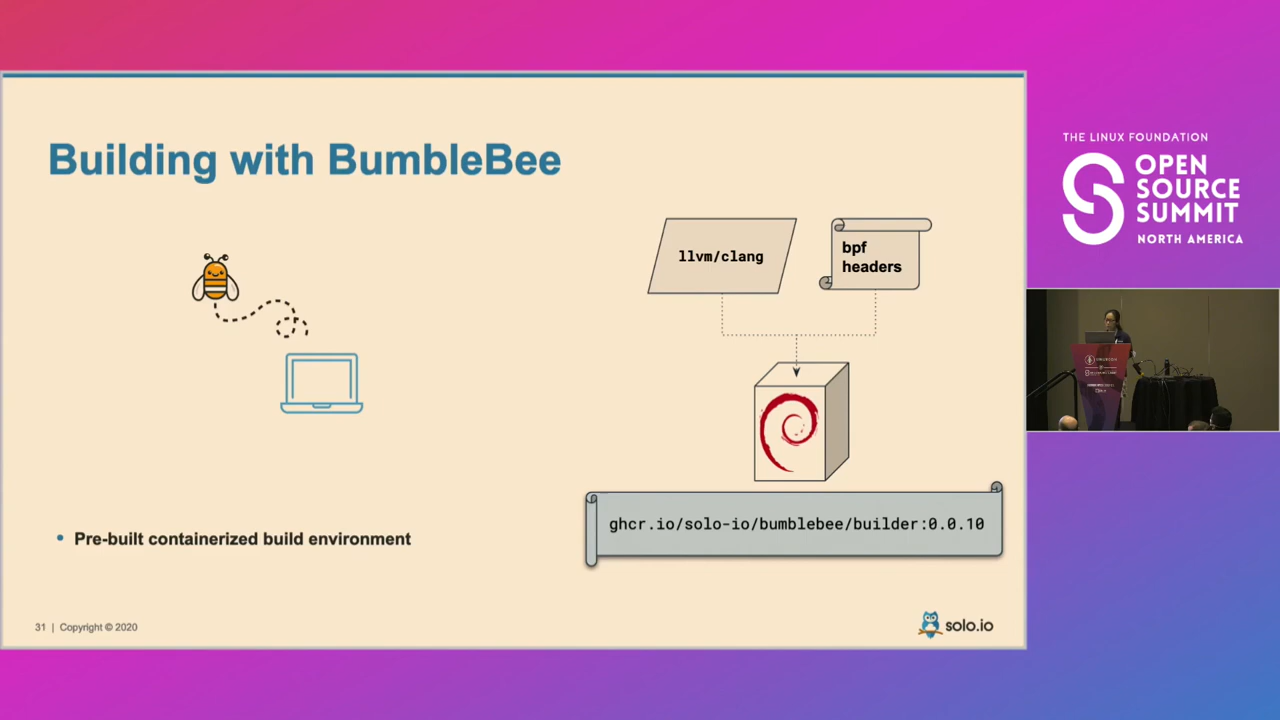 Building with BumbleBee
llvm/clang
bpf
headers
ghcr.io/solo-io/bumblebee/builder:0.0.10
• Pre-built containerized build environment
31 | Copyright © 2020
solo.io
THE LINUX FOUNDATION
OPEN
SOURCE
SUMMIT
NORTH AMERICA